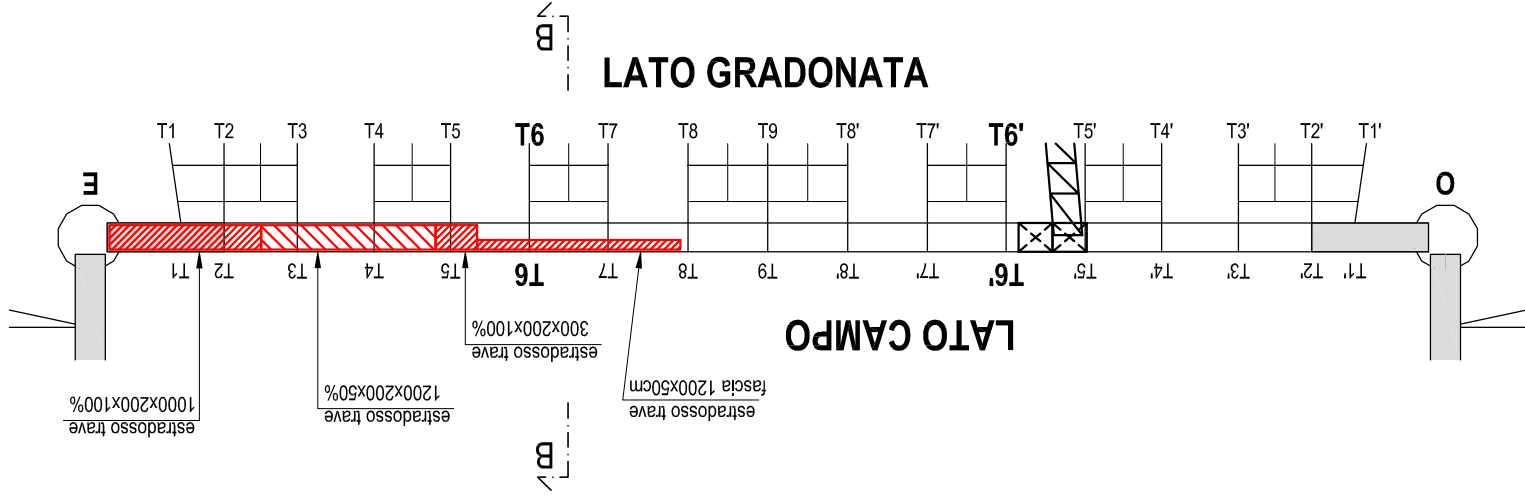 B
LATO GRADONATA
T1 T2 T3 T4 T5 T6 T7 T8 T9 T8' T7' T6' T5' T4' T3' T2' T1'
E O
T1 T2 T3 T4 T5 T6 T7 T8 T9 T8' T7' T6' T5' T4' T3' T2' T1'
LATO CAMPO
estradosso trave
300x200x100%
estradosso trave
fascia 1200x50cm
estradosso trave
1200x200x50%
estradosso trave
1000x200x100%
B